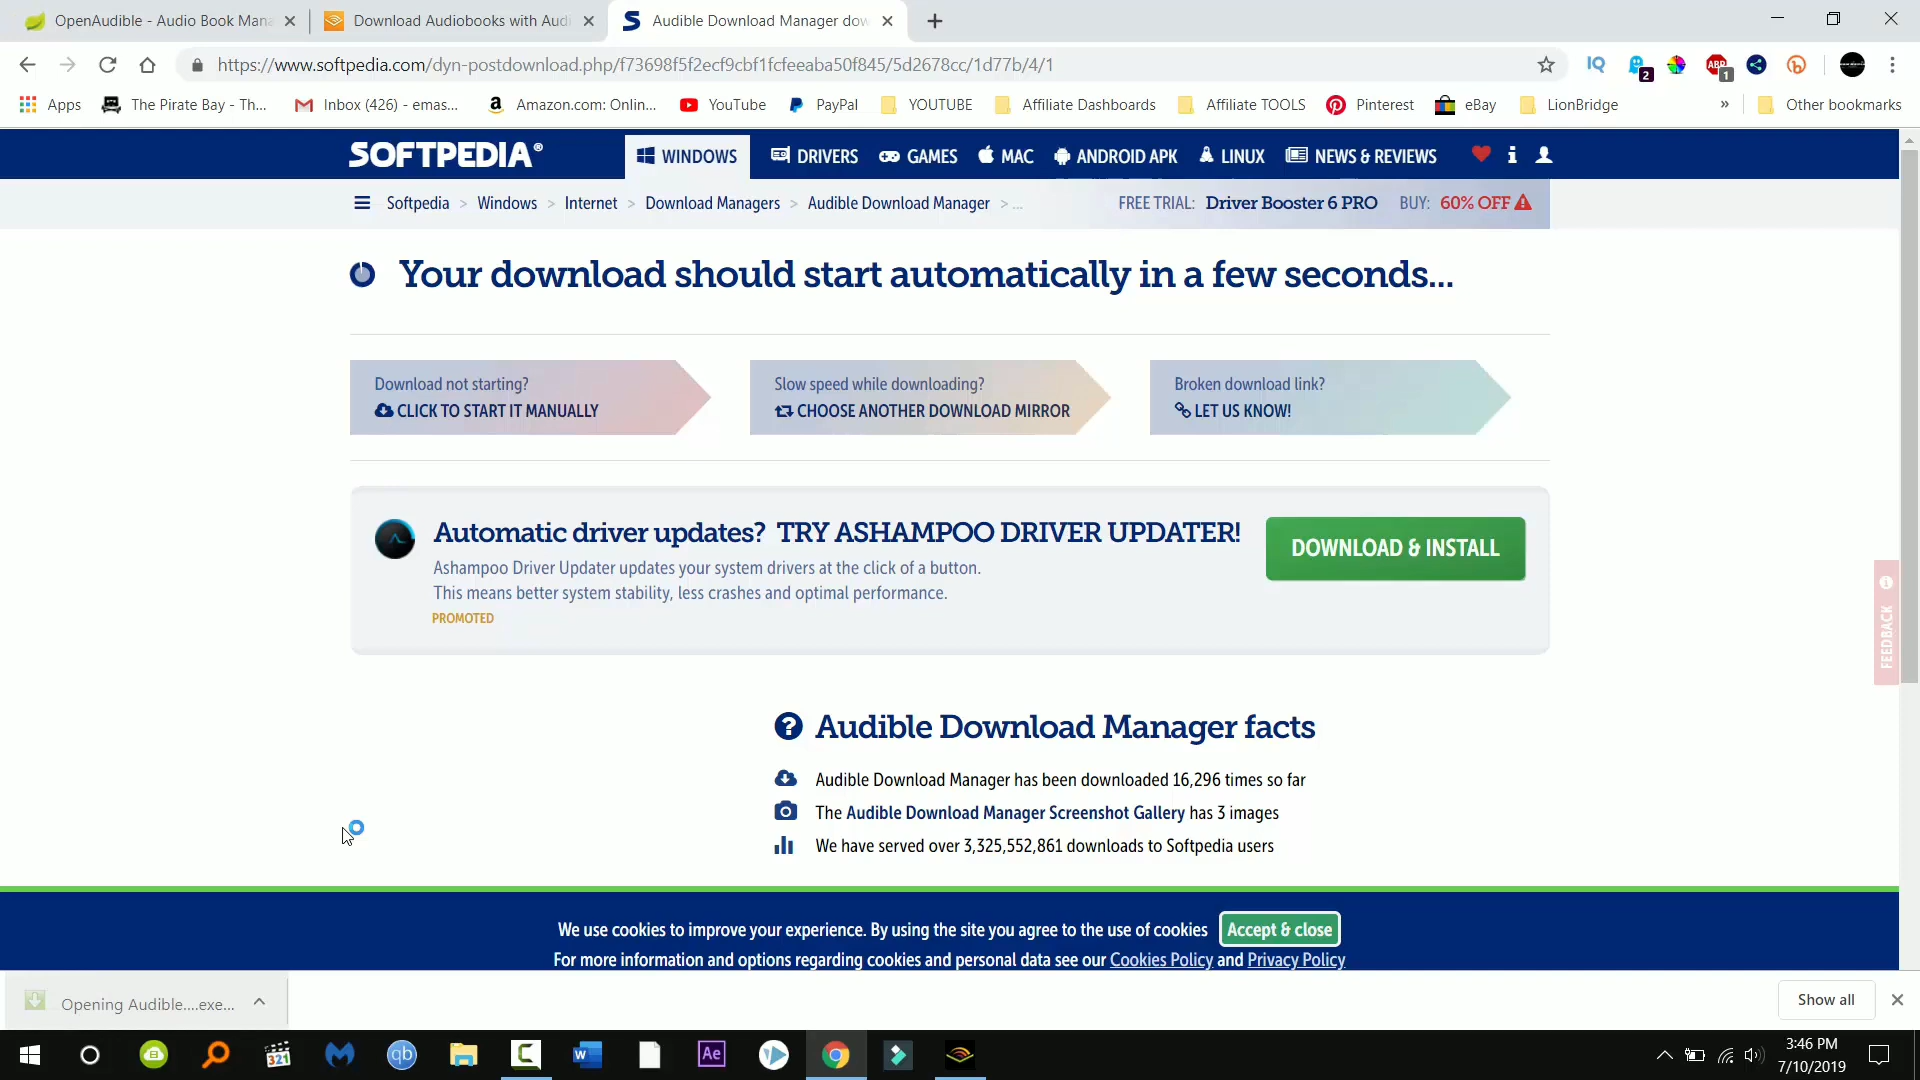 OpenAudible - Audio Book Mana
Download Audiobooks with Audi
Audible Download Manager dow
https://www.softpedia.com/dyn-postdownload.php/f73698f5f2ecf9cbf1fcfeeaba50f845/5d2678cc/1d77b/4/1
IQ
2
ABP
1
Apps
The Pirate Bay - Th...
Inbox (426) - emas...
Amazon.com: Onlin...
YouTube
PayPal
YOUTUBE
Affiliate Dashboards
Affiliate TOOLS
Pinterest
eBay
LionBridge
»
Other bookmarks
SOFTPEDIA®
WINDOWS
DRIVERS
GAMES
MAC
ANDROID APK
LINUX
NEWS & REVIEWS
Softpedia > Windows > Internet > Download Managers > Audible Download Manager > ...
FREE TRIAL: Driver Booster 6 PRO BUY: 60% OFF
Your download should start automatically in a few seconds...
Download not starting?
CLICK TO START IT MANUALLY
Slow speed while downloading?
CHOOSE ANOTHER DOWNLOAD MIRROR
Broken download link?
LET US KNOW!
Automatic driver updates? TRY ASHAMPOO DRIVER UPDATER!
Ashampoo Driver Updater updates your system drivers at the click of a button.
This means better system stability, less crashes and optimal performance.
PROMOTED
DOWNLOAD & INSTALL
FEEDBACK
Audible Download Manager facts
Audible Download Manager has been downloaded 16,296 times so far
The Audible Download Manager Screenshot Gallery has 3 images
We have served over 3,325,552,861 downloads to Softpedia users
We use cookies to improve your experience. By using the site you agree to the use of cookies
Accept & close
For more information and options regarding cookies and personal data see our Cookies Policy and Privacy Policy
Opening Audible....exe...
Show all
321
qb
W
Ae
3:46 PM
7/10/2019